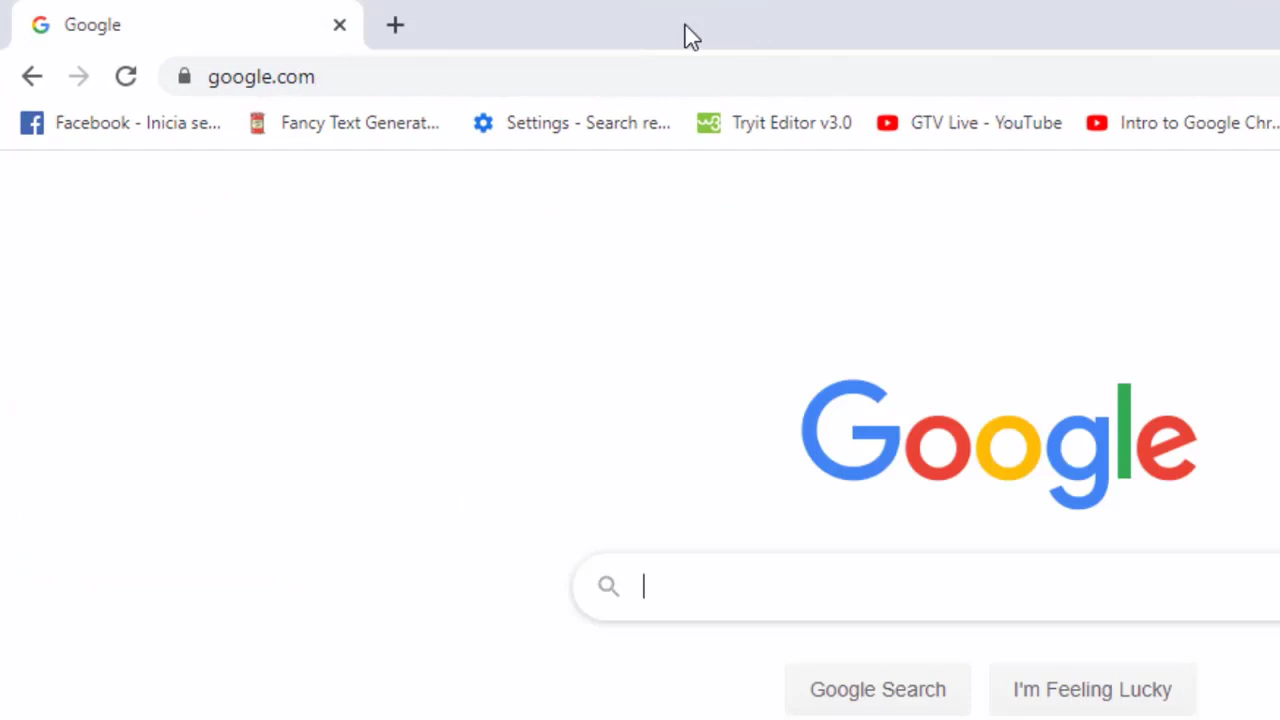 Google
google.com
Facebook - Inicia se... Fancy Text Generat... Settings - Search re... Tryit Editor v3.0 GTV Live - YouTube Intro to Google Chr...
Google
Google Search I'm Feeling Lucky